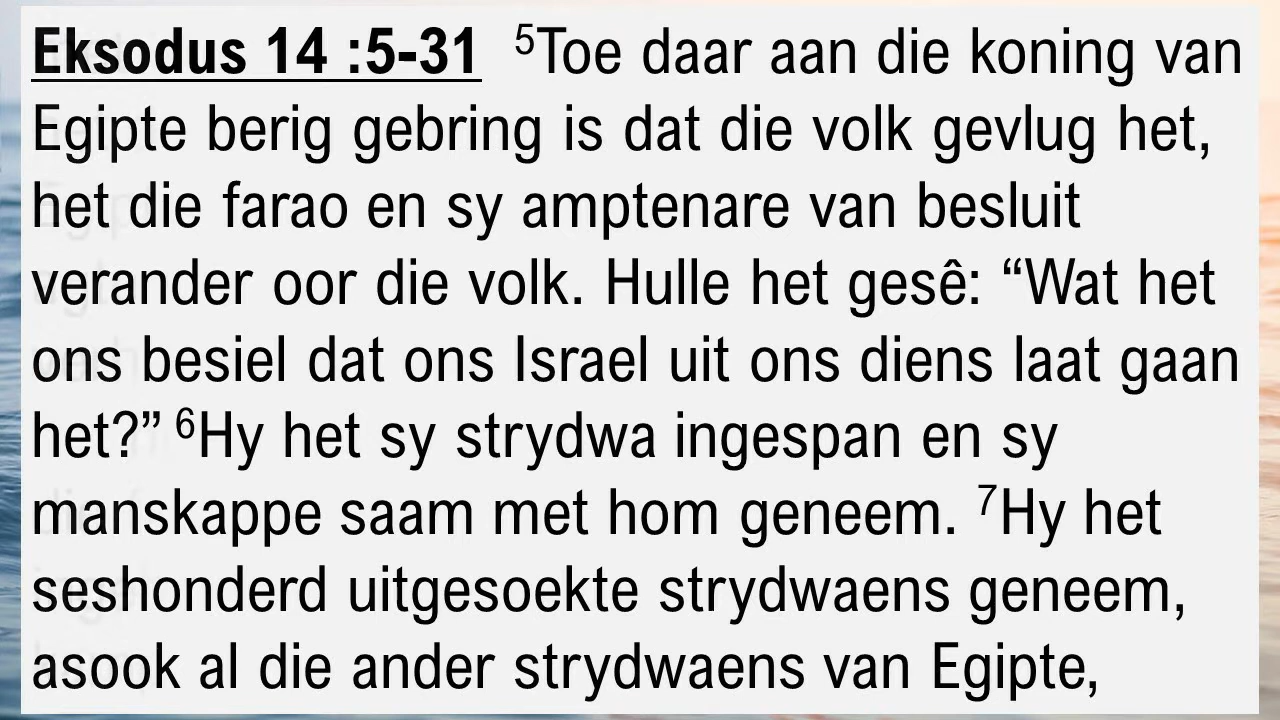 Eksodus 14 :5-31 ⁵Toe daar aan die koning van
Egipte berig gebring is dat die volk gevlug het,
het die farao en sy amptenare van besluit
verander oor die volk. Hulle het gesê: “Wat het
ons besiel dat ons Israel uit ons diens laat gaan
het?” ⁶Hy het sy strydwa ingespan en sy
manskappe saam met hom geneem. ⁷Hy het
seshonderd uitgesoekte strydwaens geneem,
asook al die ander strydwaens van Egipte,